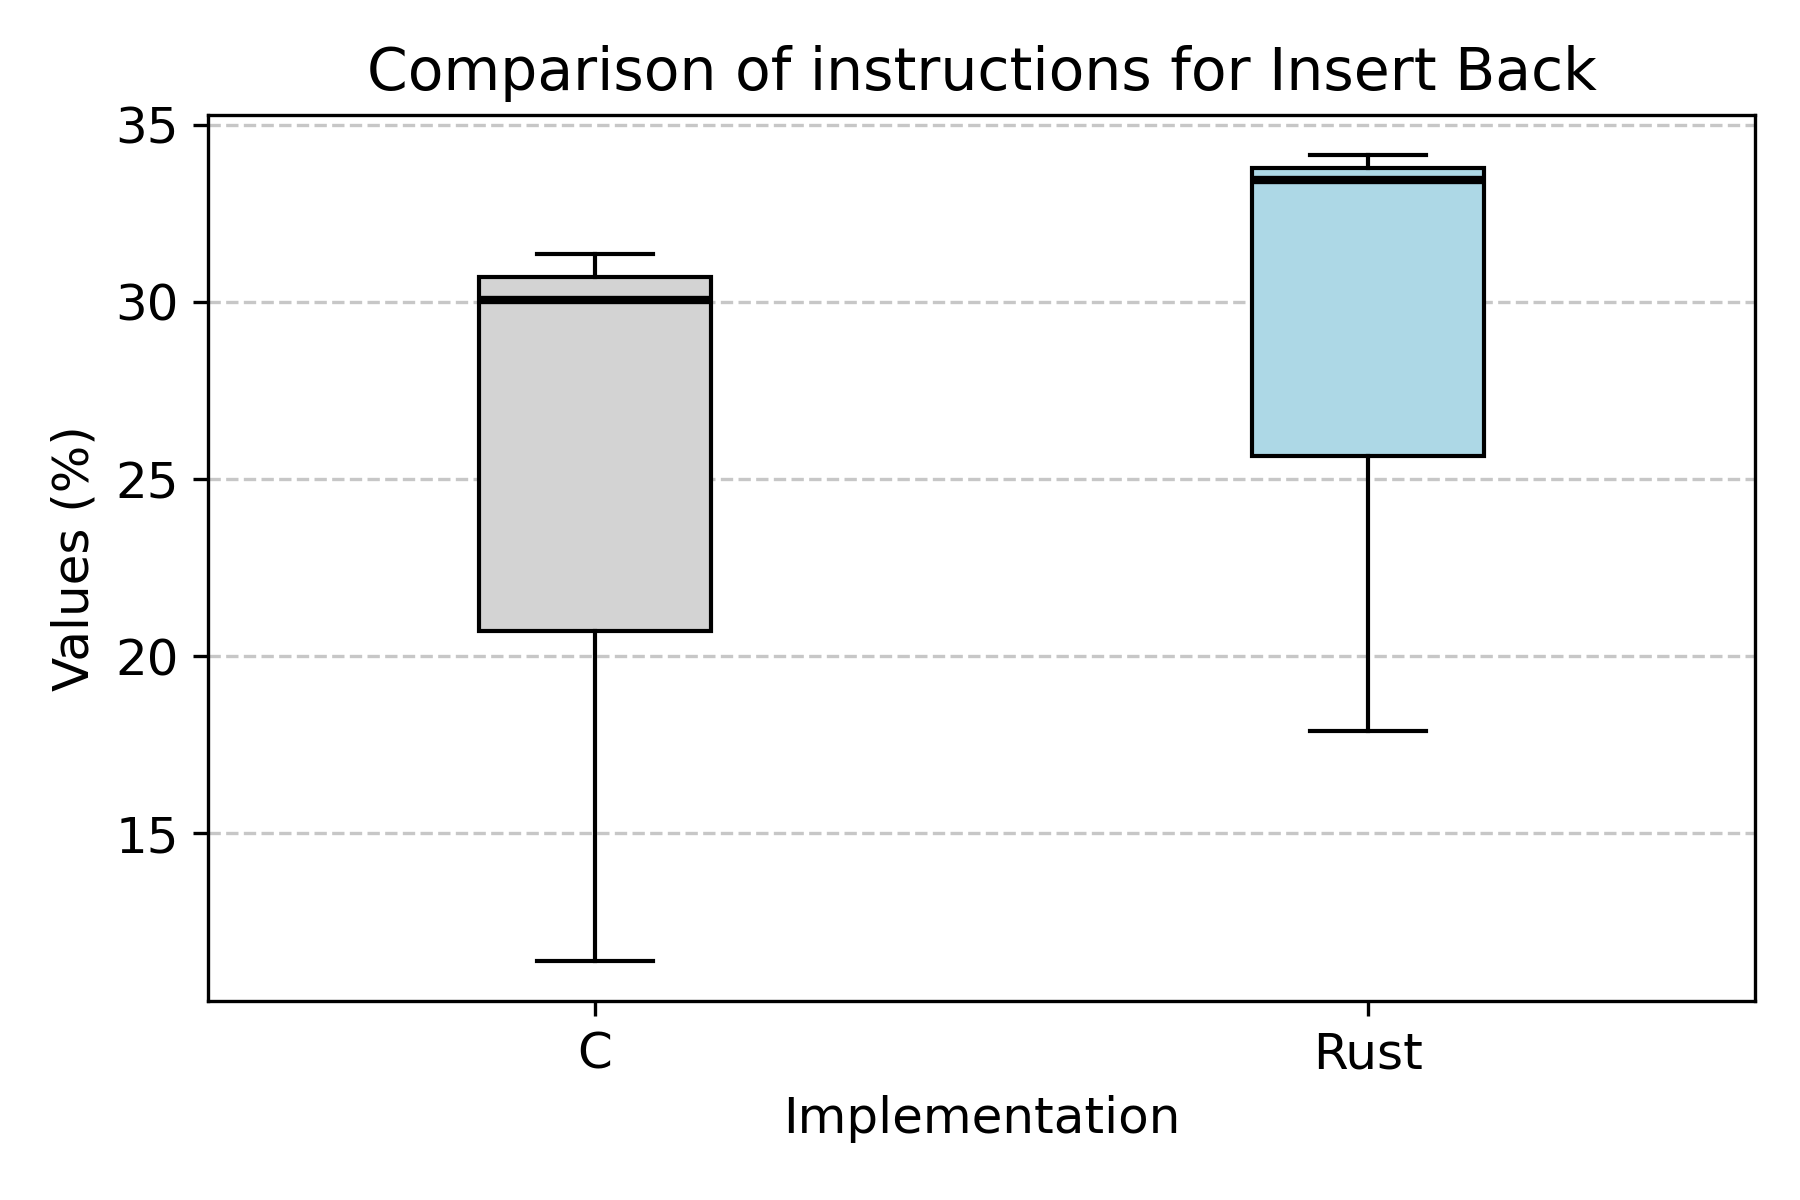 Comparison of instructions for Insert Back
35
30
25
20
15
Values (%)
C
Rust
Implementation